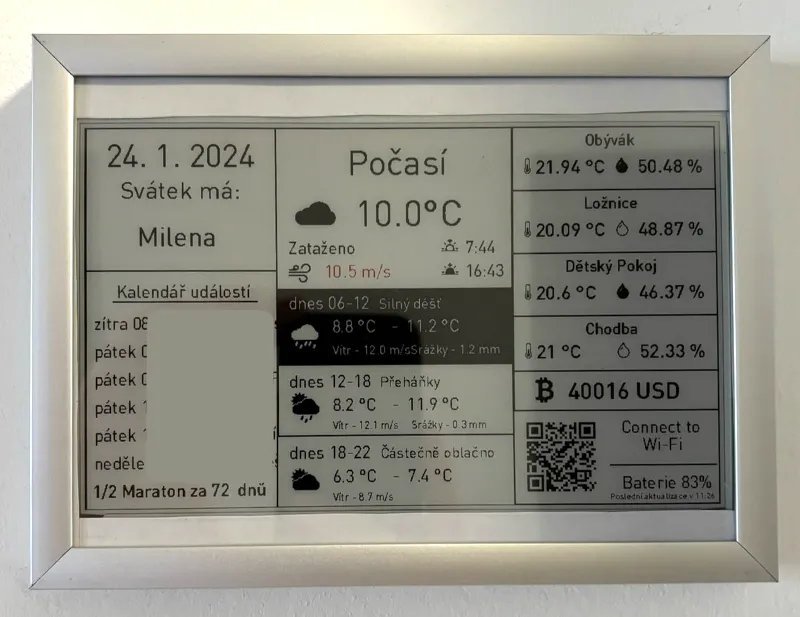 24. 1. 2024
Svátek má:
Milena
Kalendář událostí
zítra 08
pátek
pátek
pátek 1
pátek 1
neděle
1/2 Maraton za 72 dnů
Počasí
10.0°C
Zataženo 7:44
10.5 m/s 16:43
dnes 06-12 Silný déšť
8.8 °C - 11.2 °C
Vítr - 12.0 m/sSrážky - 1.2 mm
dnes 12-18 Přeháňky
8.2 °C - 11.9 °C
Vítr - 12.1 m/s Srážky - 0.3 mm
dnes 18-22 Částečně oblačno
6.3 °C - 7.4 °C
Vítr - 8.7 m/s
Obývák
21.94 °C 50.48 %
Ložnice
20.09 °C 48.87 %
Dětský Pokoj
20.6 °C 46.37 %
Chodba
21 °C 52.33 %
₿ 40016 USD
Connect to
Wi-Fi
Baterie 83%
Poslední aktualizace v 11:26